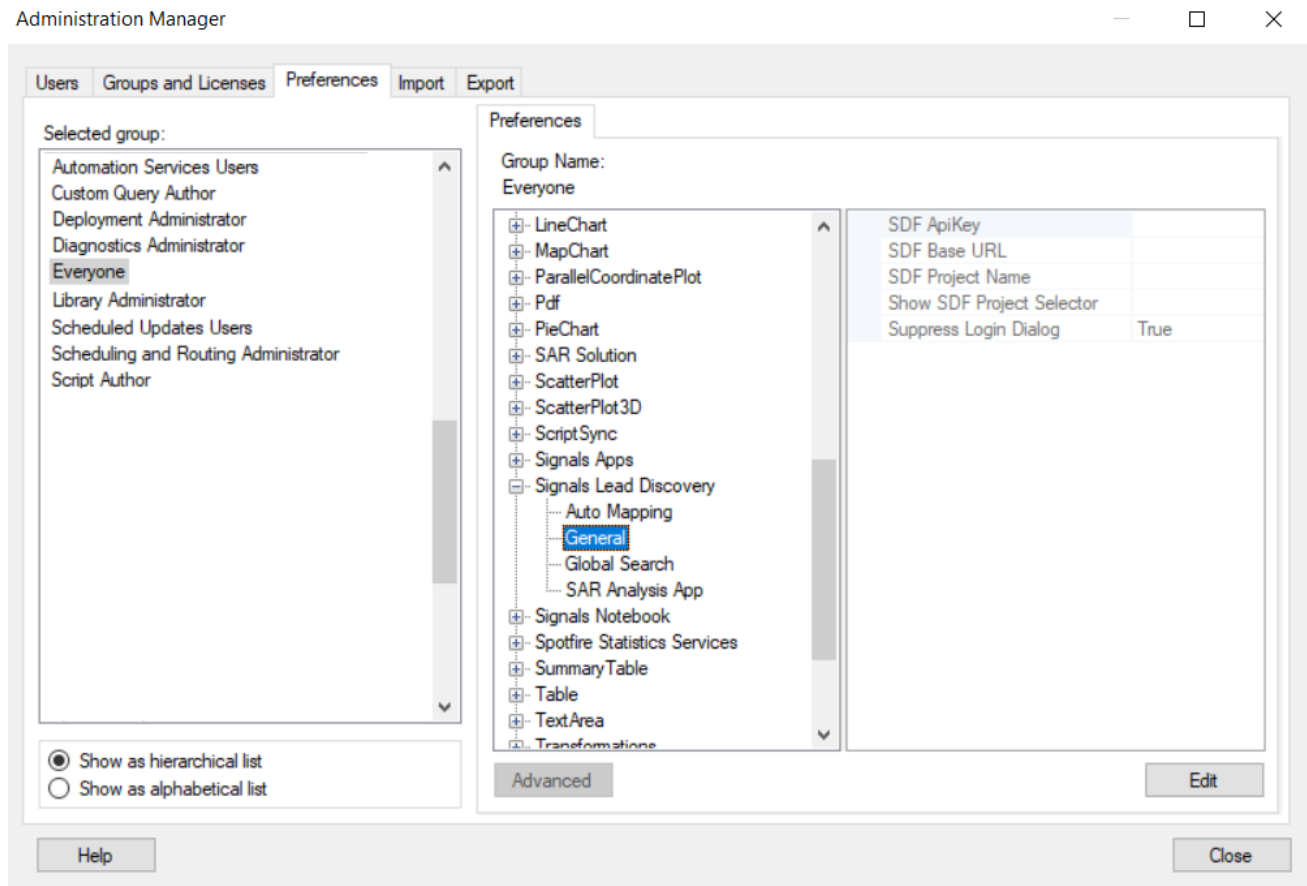 Administration Manager
Users
Groups and Licenses
Preferences
Import
Export
Selected group:
Automation Services Users
Custom Query Author
Deployment Administrator
Diagnostics Administrator
Everyone
Library Administrator
Scheduled Updates Users
Scheduling and Routing Administrator
Script Author
Show as hierarchical list
Show as alphabetical list
Preferences
Group Name:
Everyone
LineChart
MapChart
ParallelCoordinatePlot
Pdf
PieChart
SAR Solution
ScatterPlot
ScatterPlot3D
ScriptSync
Signals Apps
Signals Lead Discovery
Auto Mapping
General
Global Search
SAR Analysis App
Signals Notebook
Spotfire Statistics Services
SummaryTable
Table
TextArea
Transformations
SDF ApiKey
SDF Base URL
SDF Project Name
Show SDF Project Selector
Suppress Login Dialog True
Advanced
Edit
Help
Close